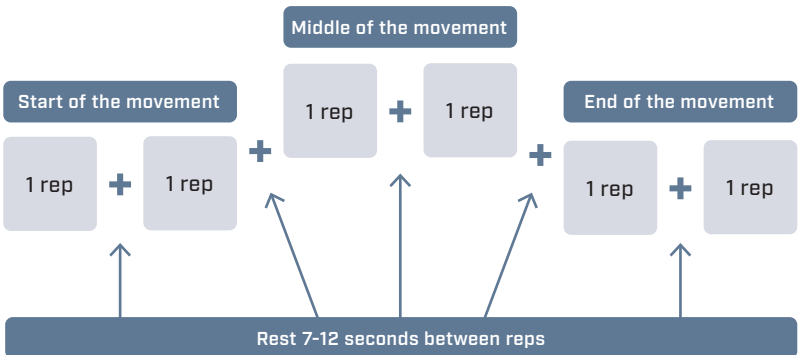 Middle of the movement
Start of the movement
End of the movement
1 rep + 1 rep + 1 rep + 1 rep + 1 rep + 1 rep
Rest 7-12 seconds between reps